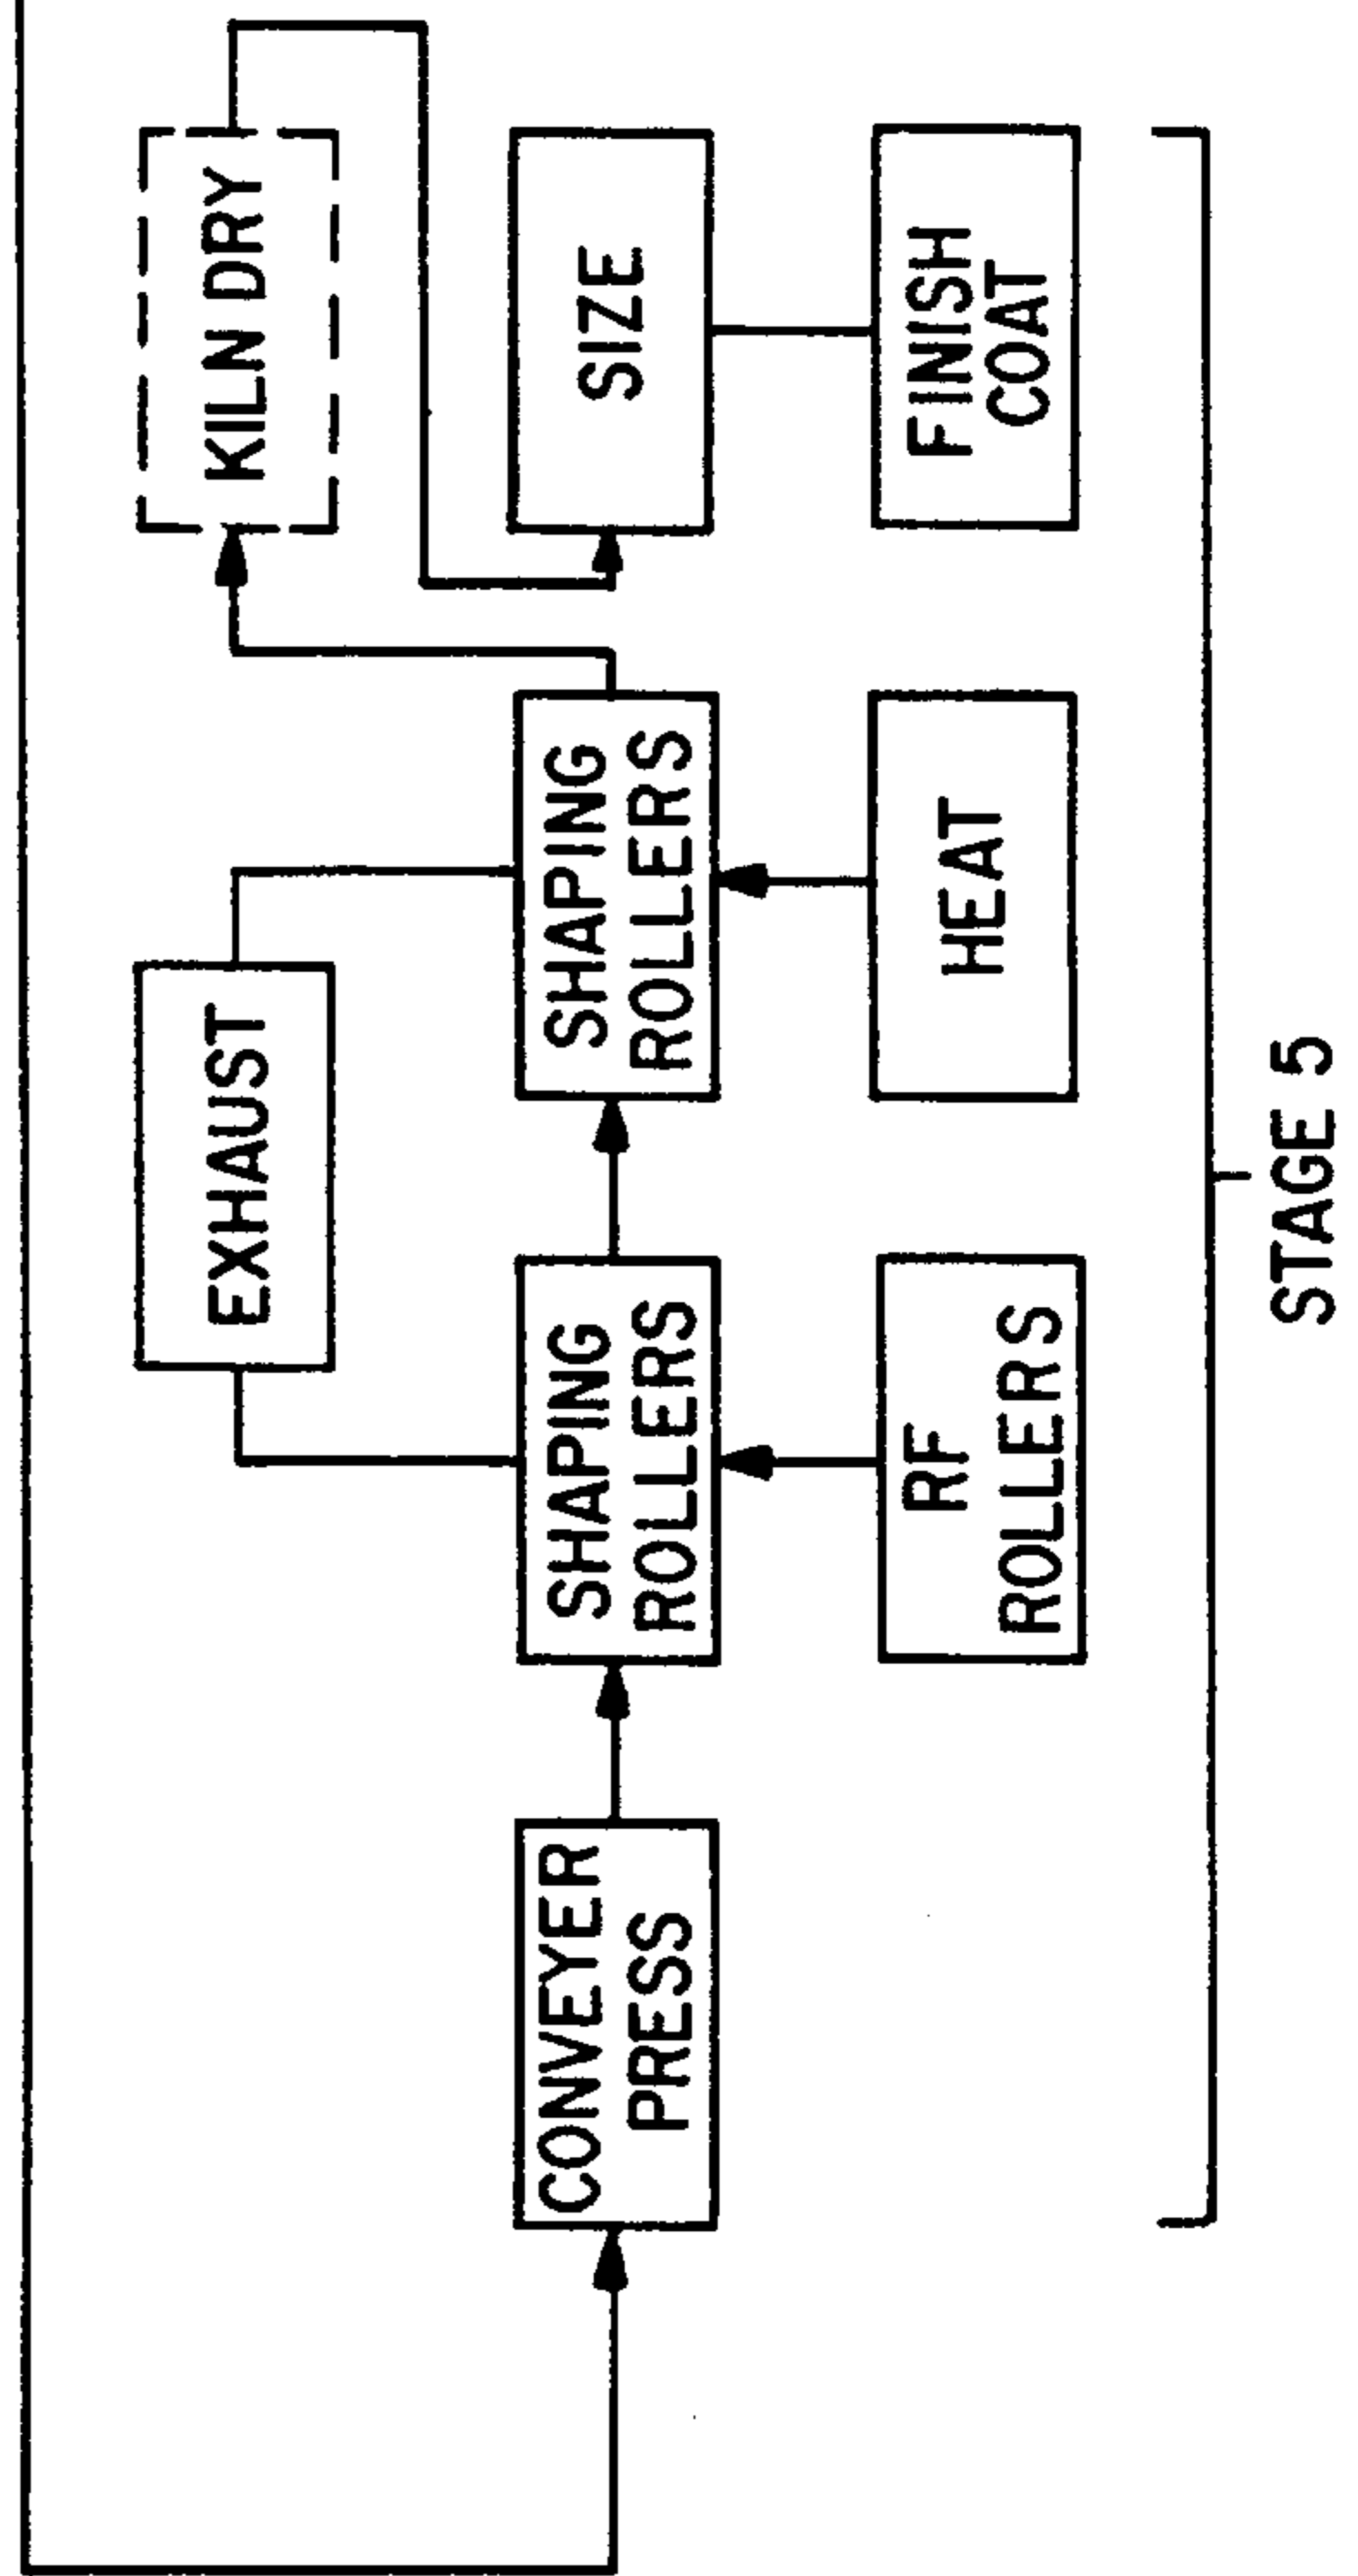 EXHAUST
KILN DRY
CONVEYER
PRESS
SHAPING
ROLLERS
SHAPING
ROLLERS
SIZE
RF
ROLLERS
HEAT
FINISH
COAT
STAGE 5